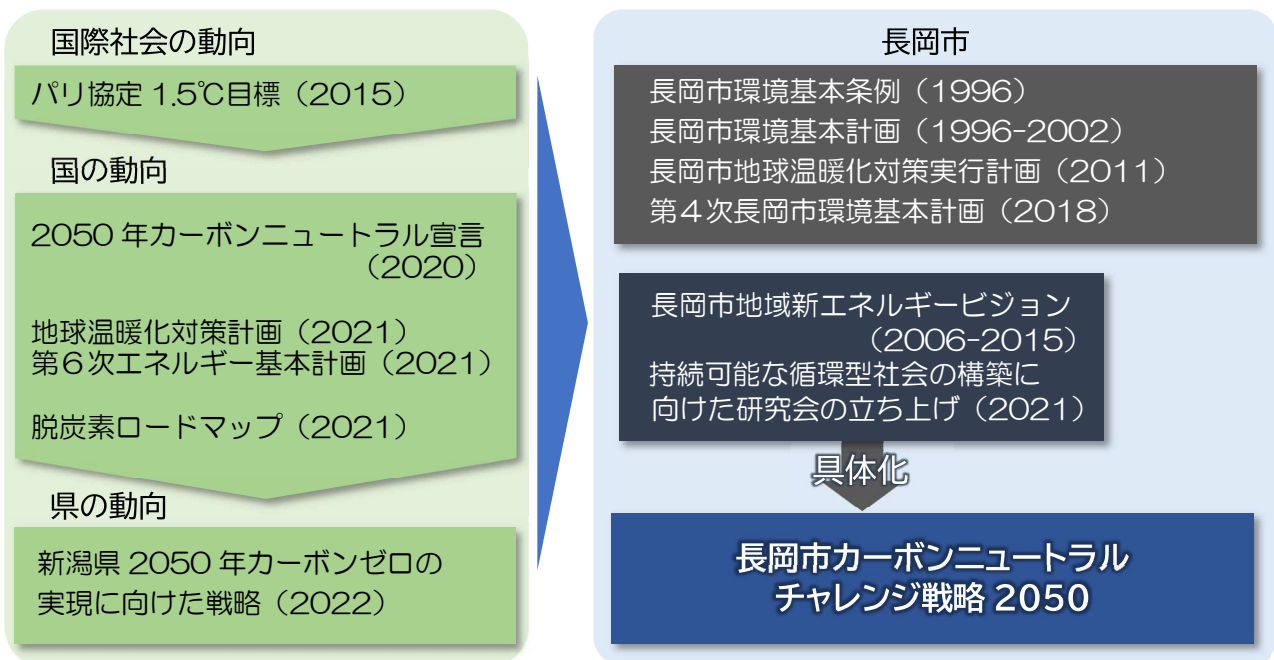 国際社会の動向
パリ協定 1.5℃目標（2015）
国の動向
2050 年カーボンニュートラル宣言
（2020）
地球温暖化対策計画（2021）
第６次エネルギー基本計画（2021）
脱炭素ロードマップ（2021）
県の動向
新潟県 2050 年カーボンゼロの
実現に向けた戦略（2022）
長岡市
長岡市環境基本条例（1996）
長岡市環境基本計画（1996-2002）
長岡市地球温暖化対策実行計画（2011）
第４次長岡市環境基本計画（2018）
長岡市地域新エネルギービジョン
（2006-2015）
持続可能な循環型社会の構築に
向けた研究会の立ち上げ（2021）
具体化
長岡市カーボンニュートラル
チャレンジ戦略 2050